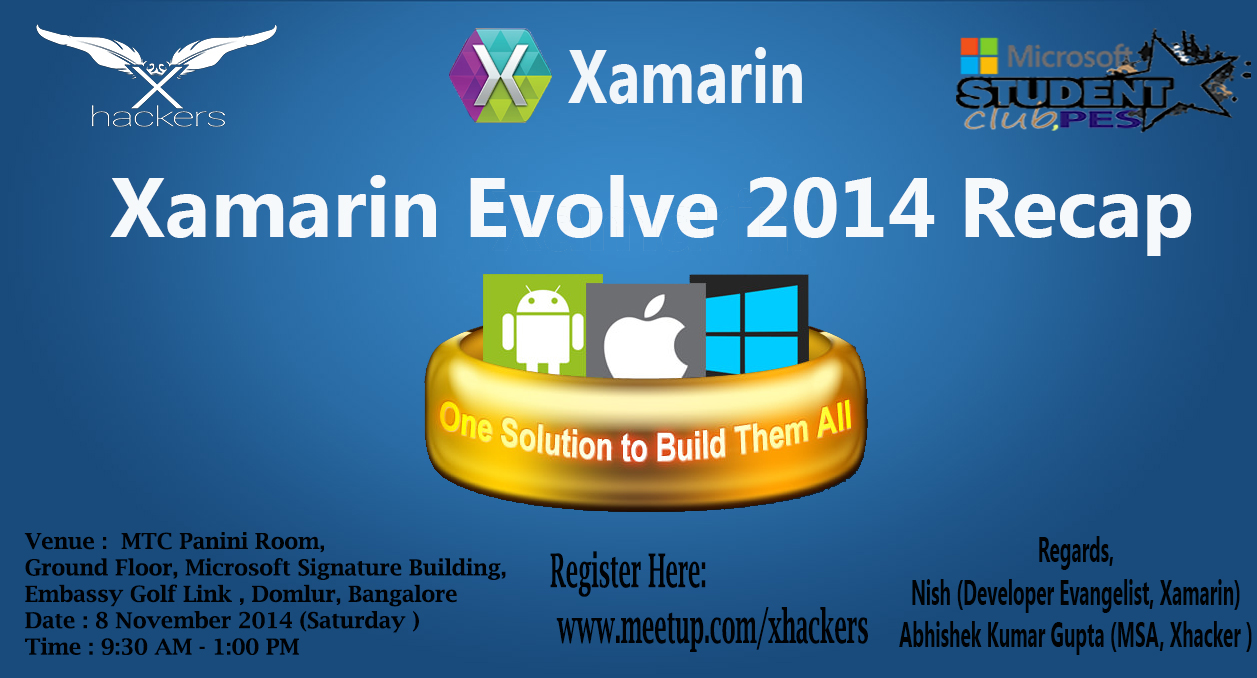 hackers
Xamarin
Microsoft
STUDENT
club,PES
Xamarin Evolve 2014 Recap
One Solution to Build Them All
Venue : MTC Panini Room,
Ground Floor, Microsoft Signature Building,
Embassy Golf Link , Domlur, Bangalore
Date : 8 November 2014 (Saturday )
Time : 9:30 AM - 1:00 PM
Register Here:
www.meetup.com/xhackers
Regards,
Nish (Developer Evangelist, Xamarin)
Abhishek Kumar Gupta (MSA, Xhacker )